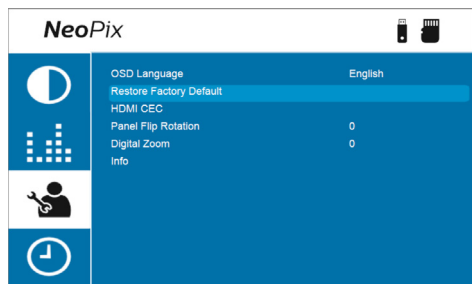 NeoPix
OSD Language English
Restore Factory Default
HDMI CEC
Panel Flip Rotation 0
Digital Zoom 0
Info